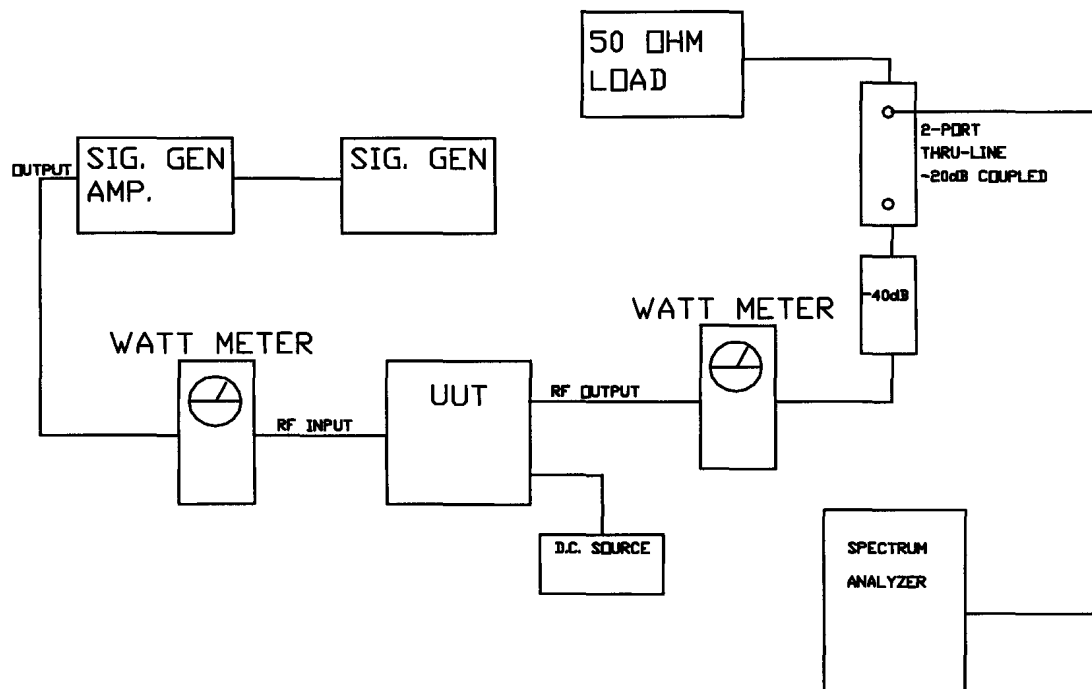 50 OHM
LOAD
2-PORT
THRU-LINE
-20dB COUPLED
OUTPUT
SIG. GEN
AMP.
SIG. GEN
-40dB
WATT METER
WATT METER
UUT
RF OUTPUT
RF INPUT
D.C. SOURCE
SPECTRUM
ANALYZER